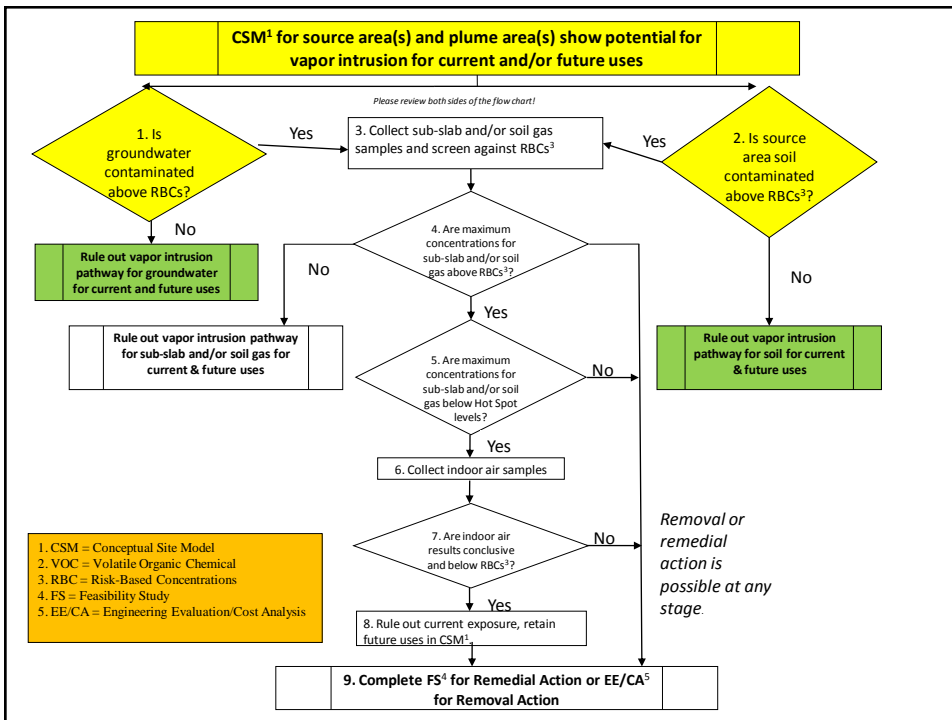 CSM¹ for source area(s) and plume area(s) show potential for
vapor intrusion for current and/or future uses
Please review both sides of the flow chart!
1. Is
groundwater
contaminated
above RBCs?
Yes
3. Collect sub-slab and/or soil gas
samples and screen against RBCs³
Yes
2. Is source
area soil
contaminated
above RBCs³?
No
Rule out vapor intrusion
pathway for groundwater
for current and future uses
4. Are maximum
concentrations for
sub-slab and/or soil
gas above RBCs³?
No
No
Yes
Rule out vapor intrusion pathway
for sub-slab and/or soil gas for
current & future uses
Rule out vapor intrusion
pathway for soil for current
& future uses
5. Are maximum
concentrations for
sub-slab and/or soil
gas below Hot Spot
levels?
No
Yes
6. Collect indoor air samples
7. Are indoor air
results conclusive
and below RBCs³?
No
Removal or
remedial
action is
possible at any
stage.
1. CSM = Conceptual Site Model
2. VOC = Volatile Organic Chemical
3. RBC = Risk-Based Concentrations
4. FS = Feasibility Study
5. EE/CA = Engineering Evaluation/Cost Analysis
Yes
8. Rule out current exposure, retain
future uses in CSM¹.
9. Complete FS⁴ for Remedial Action or EE/CA⁵
for Removal Action